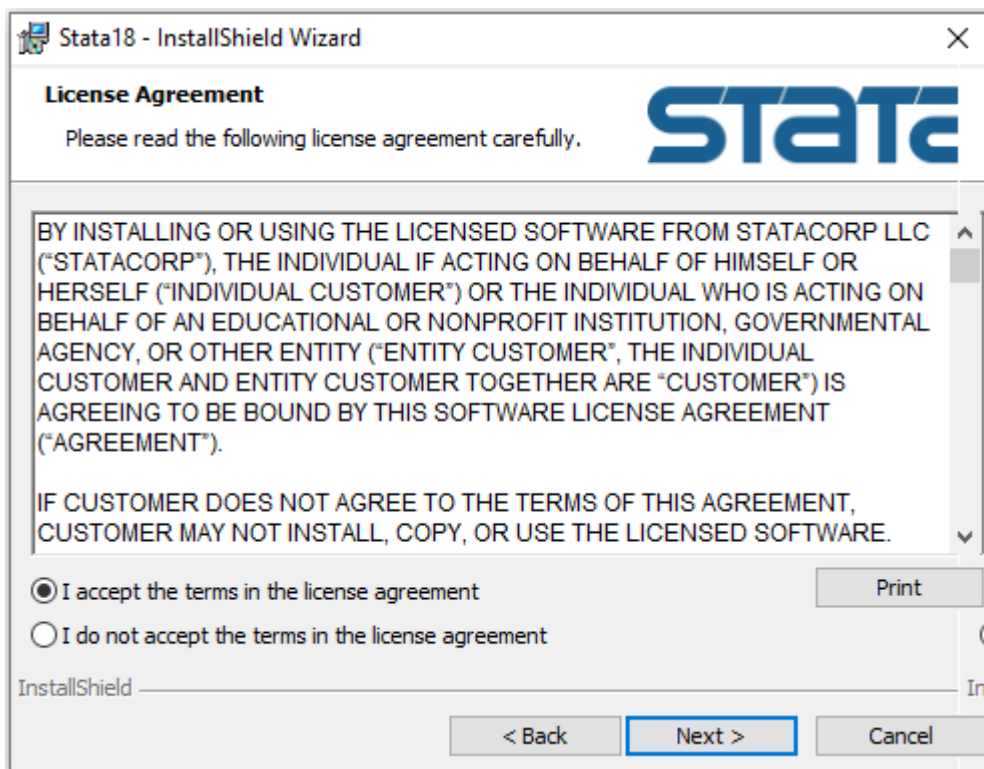 Stata18 - InstallShield Wizard
License Agreement
Please read the following license agreement carefully.
STATA
BY INSTALLING OR USING THE LICENSED SOFTWARE FROM STATACORP LLC
(“STATACORP”), THE INDIVIDUAL IF ACTING ON BEHALF OF HIMSELF OR
HERSELF (“INDIVIDUAL CUSTOMER”) OR THE INDIVIDUAL WHO IS ACTING ON
BEHALF OF AN EDUCATIONAL OR NONPROFIT INSTITUTION, GOVERNMENTAL
AGENCY, OR OTHER ENTITY (“ENTITY CUSTOMER”, THE INDIVIDUAL
CUSTOMER AND ENTITY CUSTOMER TOGETHER ARE “CUSTOMER”) IS
AGREEING TO BE BOUND BY THIS SOFTWARE LICENSE AGREEMENT
(“AGREEMENT”).
IF CUSTOMER DOES NOT AGREE TO THE TERMS OF THIS AGREEMENT,
CUSTOMER MAY NOT INSTALL, COPY, OR USE THE LICENSED SOFTWARE.
I accept the terms in the license agreement
Print
I do not accept the terms in the license agreement
InstallShield
In
< Back
Next >
Cancel